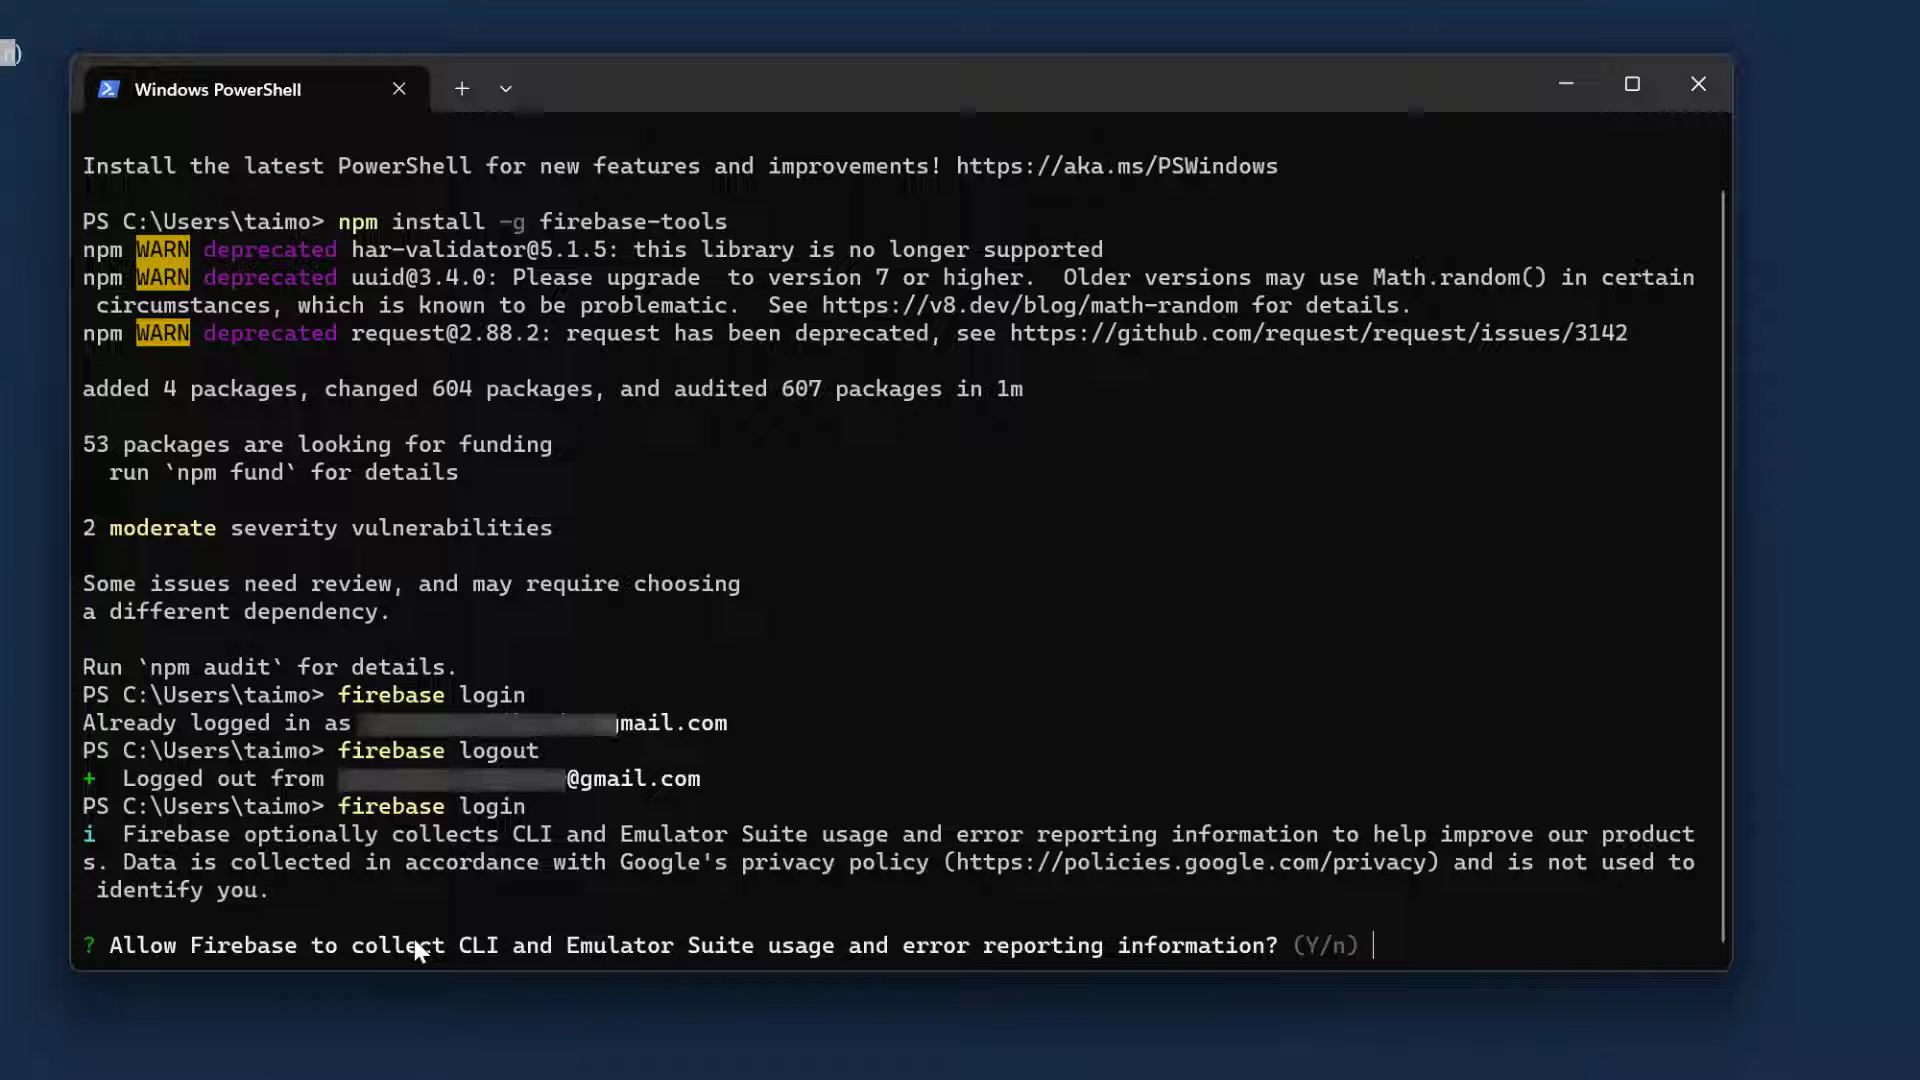 n)
Windows PowerShell
Install the latest PowerShell for new features and improvements! https://aka.ms/PSWindows
PS C:\Users\taimo> npm install -g firebase-tools
npm WARN deprecated har-validator@5.1.5: this library is no longer supported
npm WARN deprecated uuid@3.4.0: Please upgrade  to version 7 or higher.  Older versions may use Math.random() in certain
 circumstances, which is known to be problematic.  See https://v8.dev/blog/math-random for details.
npm WARN deprecated request@2.88.2: request has been deprecated, see https://github.com/request/request/issues/3142
added 4 packages, changed 604 packages, and audited 607 packages in 1m
53 packages are looking for funding
  run `npm fund` for details
2 moderate severity vulnerabilities
Some issues need review, and may require choosing
a different dependency.
Run `npm audit` for details.
PS C:\Users\taimo> firebase login
Already logged in as mail.com
PS C:\Users\taimo> firebase logout
+  Logged out from @gmail.com
PS C:\Users\taimo> firebase login
i  Firebase optionally collects CLI and Emulator Suite usage and error reporting information to help improve our product
s. Data is collected in accordance with Google's privacy policy (https://policies.google.com/privacy) and is not used to
 identify you.
? Allow Firebase to collect CLI and Emulator Suite usage and error reporting information? (Y/n)